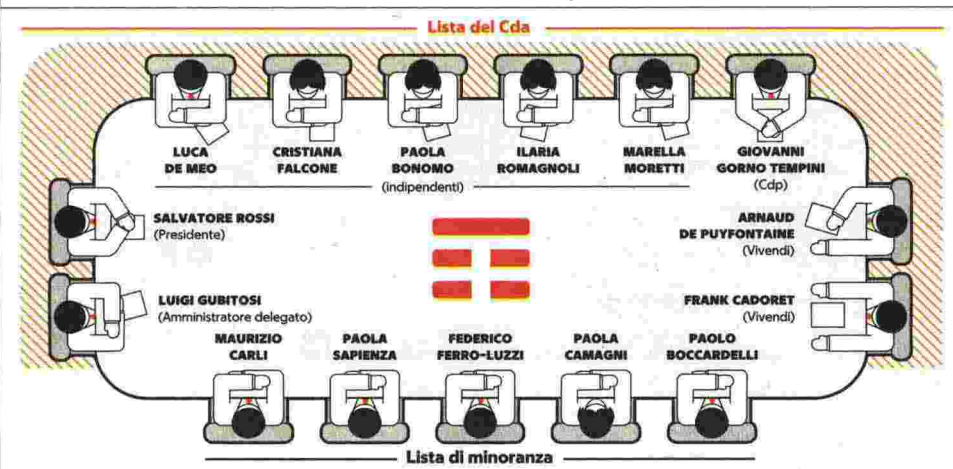 Lista del Cda
LUCA
DE MEO
CRISTIANA
FALCONE
PAOLA
BONOMO
(indipendenti)
ILARIA
ROMAGNOLI
MARELLA
MORETTI
GIOVANNI
GORNO TEMPINI
(Cdp)
SALVATORE ROSSI
(Presidente)
ARNAUD
DE PUYFONTAINE
(Vivendi)
LUIGI GUBITOSI
(Amministratore delegato)
FRANK CADORET
(Vivendi)
MAURIZIO
CARLI
PAOLA
SAPIENZA
FEDERICO
FERRO-LUZZI
PAOLA
CAMAGNI
PAOLO
BOCCARDELLI
Lista di minoranza